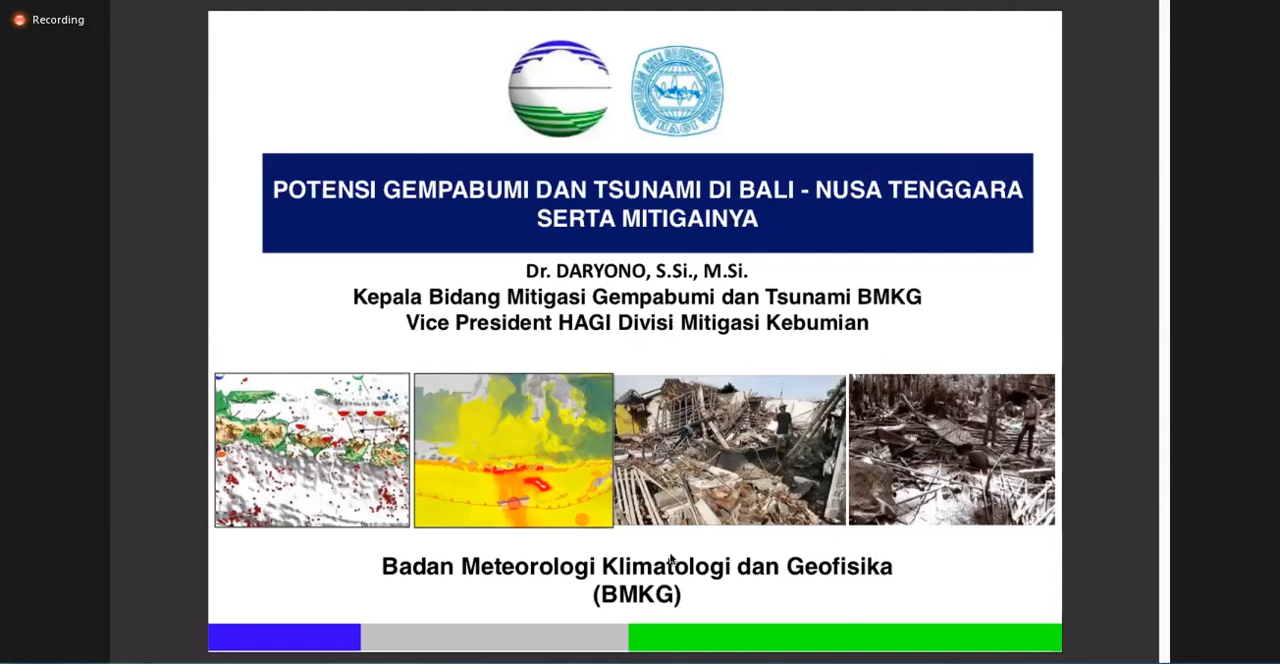 Recording
HAGI
POTENSI GEMPABUMI DAN TSUNAMI DI BALI - NUSA TENGGARA
SERTA MITIGAINYA
Dr. DARYONO, S.Si., M.Si.
Kepala Bidang Mitigasi Gempabumi dan Tsunami BMKG
Vice President HAGI Divisi Mitigasi Kebumian
Badan Meteorologi Klimatologi dan Geofisika
(BMKG)